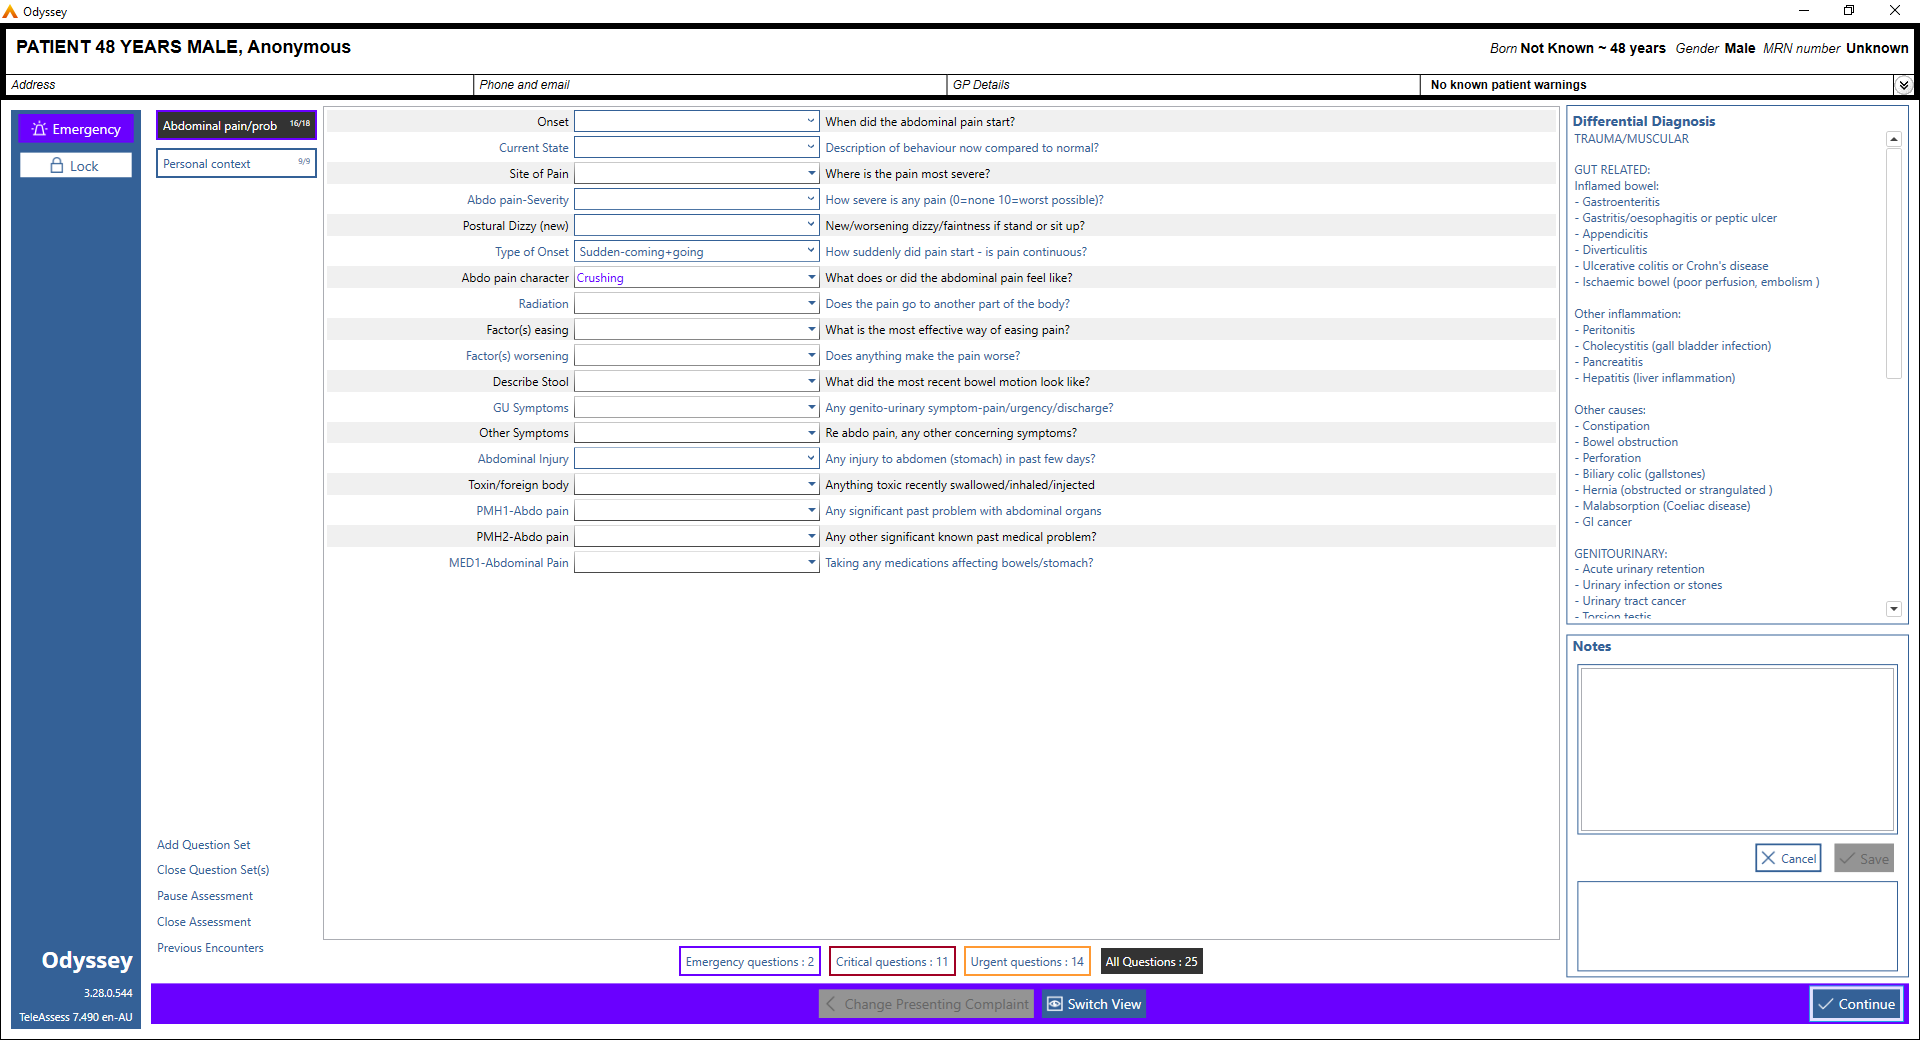 Odyssey
PATIENT 48 YEARS MALE, Anonymous
Born Not Known ~ 48 years Gender Male MRN number Unknown
Address
Phone and email
GP Details
No known patient warnings
Emergency
Lock
Abdominal pain/prob 16/18
Personal context 9/9
Onset When did the abdominal pain start?
Current State Description of behaviour now compared to normal?
Site of Pain Where is the pain most severe?
Abdo pain-Severity How severe is any pain (0=none 10=worst possible)?
Postural Dizzy (new) New/worsening dizzy/faintness if stand or sit up?
Type of Onset Sudden-coming+going How suddenly did pain start - is pain continuous?
Abdo pain character Crushing What does or did the abdominal pain feel like?
Radiation Does the pain go to another part of the body?
Factor(s) easing What is the most effective way of easing pain?
Factor(s) worsening Does anything make the pain worse?
Describe Stool What did the most recent bowel motion look like?
GU Symptoms Any genito-urinary symptom-pain/urgency/discharge?
Other Symptoms Re abdo pain, any other concerning symptoms?
Abdominal Injury Any injury to abdomen (stomach) in past few days?
Toxin/foreign body Anything toxic recently swallowed/inhaled/injected
PMH1-Abdo pain Any significant past problem with abdominal organs
PMH2-Abdo pain Any other significant known past medical problem?
MED1-Abdominal Pain Taking any medications affecting bowels/stomach?
Differential Diagnosis
TRAUMA/MUSCULAR
GUT RELATED:
Inflamed bowel:
- Gastroenteritis
- Gastritis/oesophagitis or peptic ulcer
- Appendicitis
- Diverticulitis
- Ulcerative colitis or Crohn's disease
- Ischaemic bowel (poor perfusion, embolism )
Other inflammation:
- Peritonitis
- Cholecystitis (gall bladder infection)
- Pancreatitis
- Hepatitis (liver inflammation)
Other causes:
- Constipation
- Bowel obstruction
- Perforation
- Biliary colic (gallstones)
- Hernia (obstructed or strangulated )
- Malabsorption (Coeliac disease)
- GI cancer
GENITOURINARY:
- Acute urinary retention
- Urinary infection or stones
- Urinary tract cancer
- Torsion testis
Notes
Cancel
Save
Add Question Set
Close Question Set(s)
Pause Assessment
Close Assessment
Previous Encounters
Odyssey
3.28.0.544
TeleAssess 7.490 en-AU
Emergency questions : 2
Critical questions : 11
Urgent questions : 14
All Questions : 25
Change Presenting Complaint
Switch View
Continue